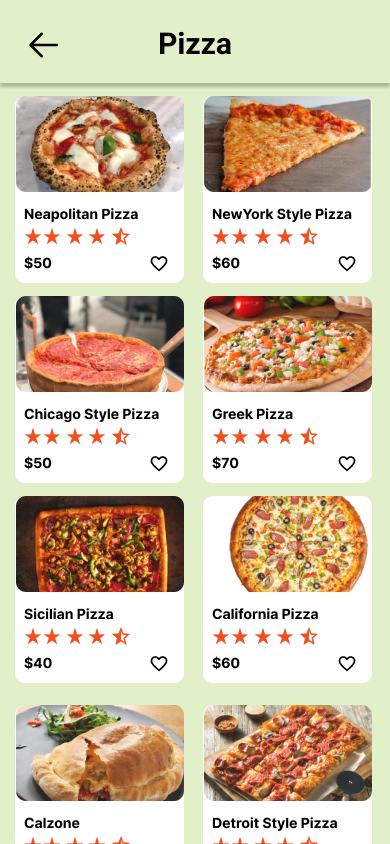 Pizza
Neapolitan Pizza
NewYork Style Pizza
$50
$60
Chicago Style Pizza
Greek Pizza
$50
$70
Sicilian Pizza
California Pizza
$40
$60
Calzone
Detroit Style Pizza